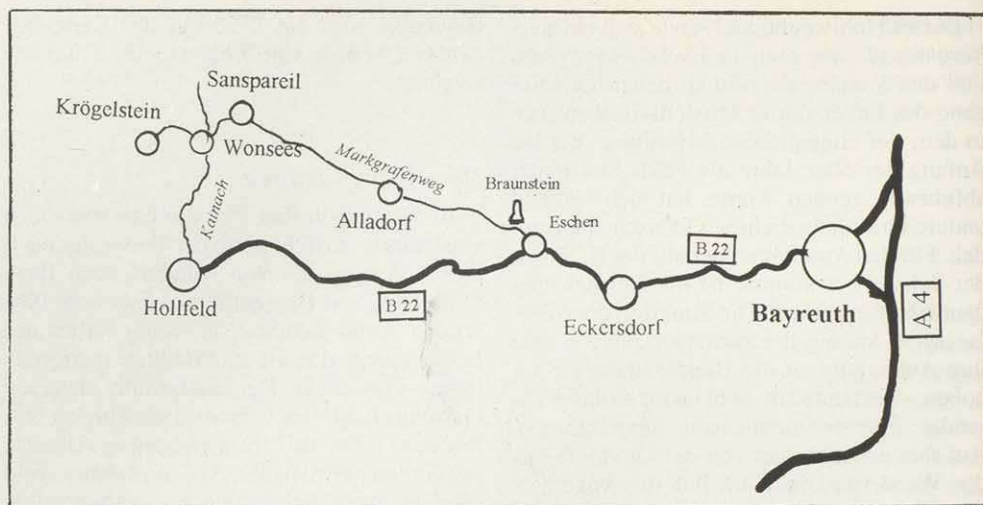 Sanspareil
Krögelstein
Wonsees
Markgrafenweg
Braunstein
Kainach
Alladorf
Eschen
B 22
Hollfeld
B 22
Eckersdorf
Bayreuth
A 4